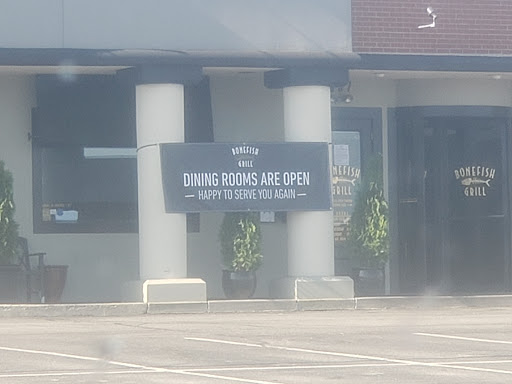 BONEFISH
GRILL
DINING ROOMS ARE OPEN
— HAPPY TO SERVE YOU AGAIN —
BONEFISH
GRILL
BONEFISH
GRILL